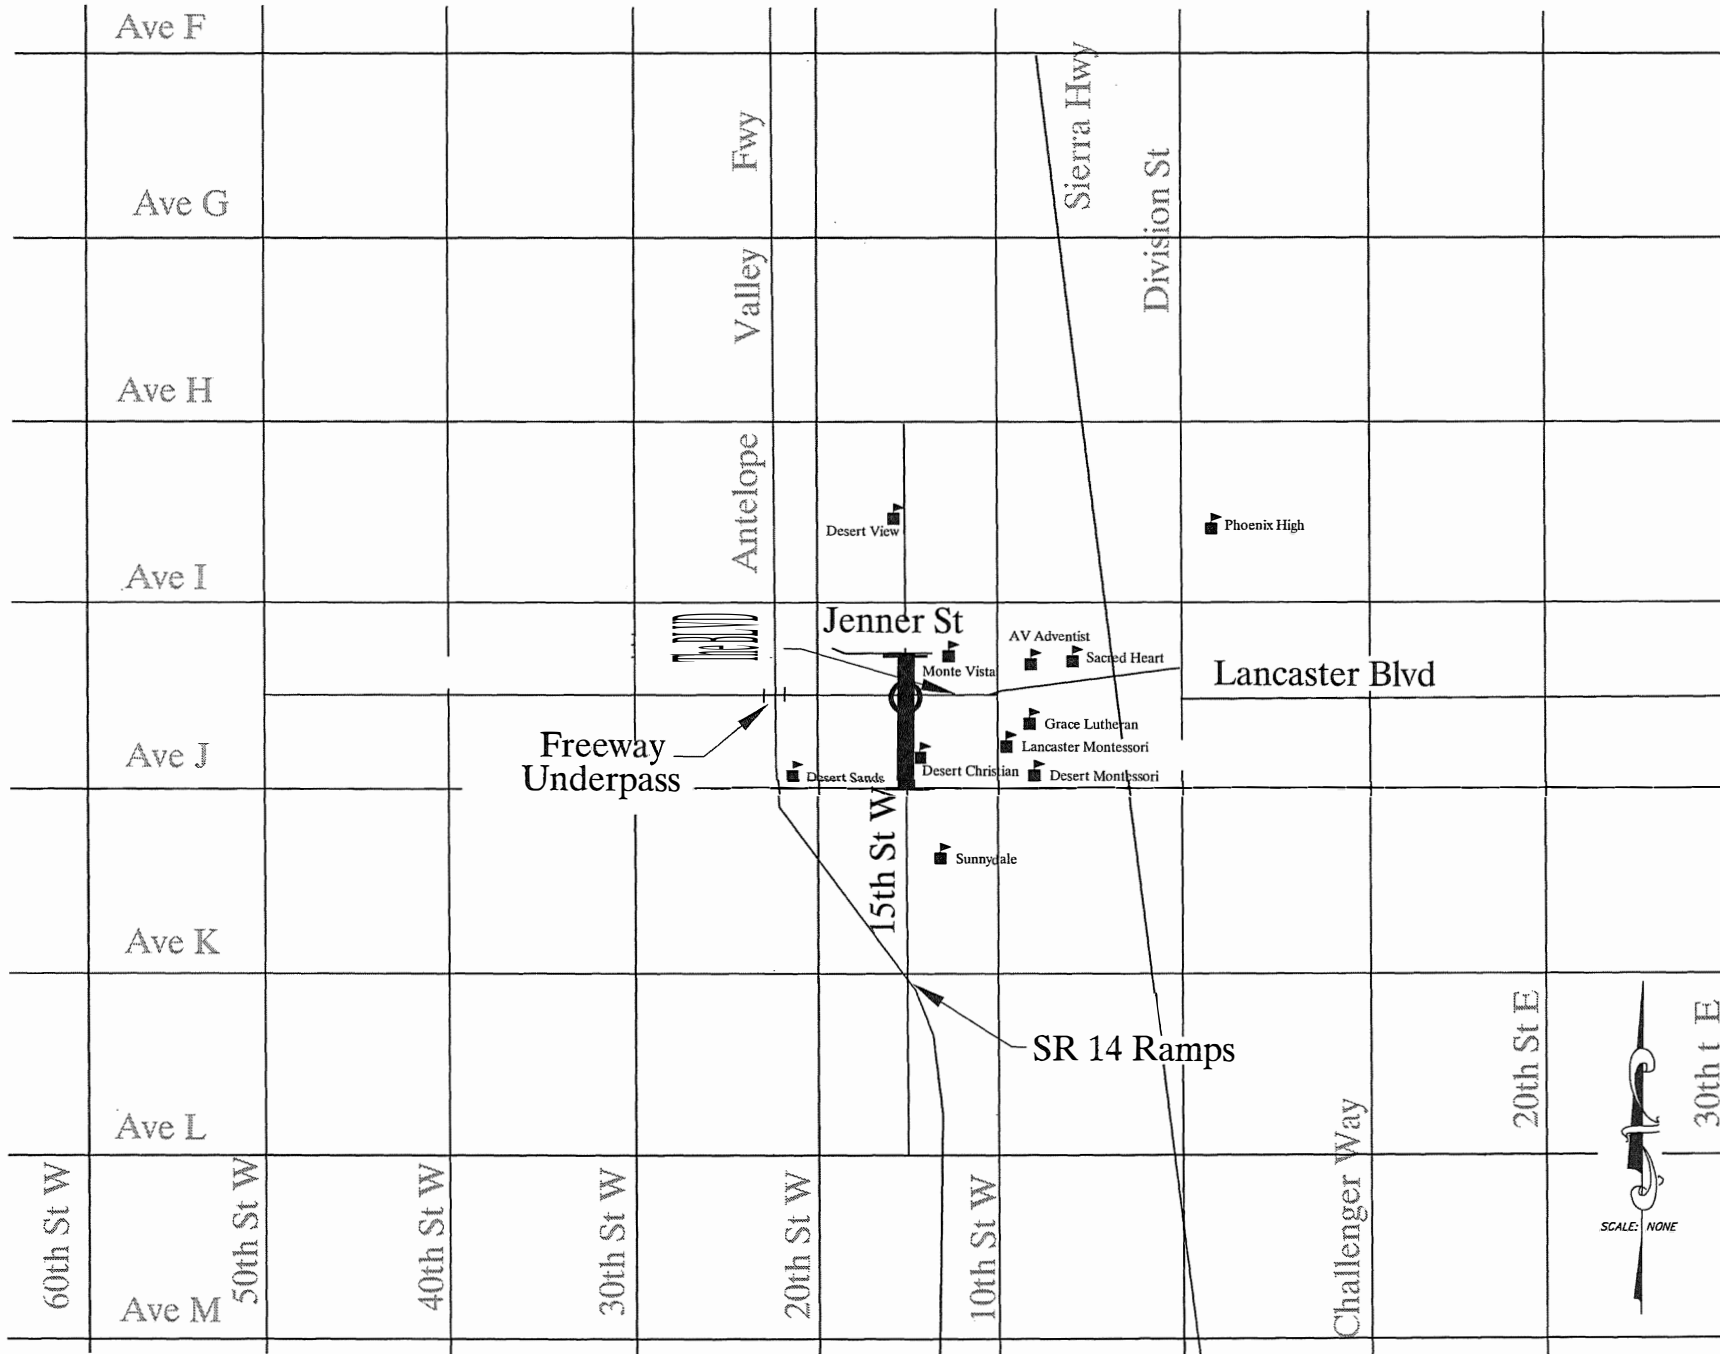 Ave F
Sierra Hwy
Fwy
Division St
Ave G
Valley
Ave H
Antelope
Desert View
Phoenix High
Ave I
Jenner St
AV Adventist
Sacred Heart
Monte Vista
Lancaster Blvd
Grace Lutheran
Freeway
Underpass
Lancaster Montessori
Ave J
Desert Sands
Desert Christian
Desert Montessori
15th St W
Sunnydale
Ave K
SR 14 Ramps
20th St E
30th t E
Ave L
Challenger Way
60th St W
50th St W
40th St W
30th St W
20th St W
10th St W
SCALE: NONE
Ave M